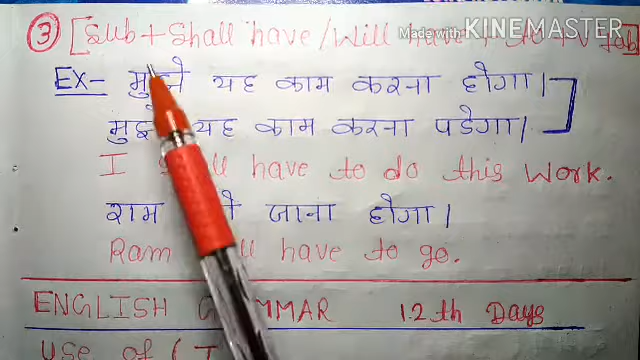 ③ [Sub + Shall have / Will have + to + V
Made with KINEMASTER
EX- मुझे यह काम करना होगा।
मुझे यह काम करना पडेगा।
I have to do this Work.
राम जाना होगा।
Ram have to go.
ENGLISH 12th Days
Use of (I